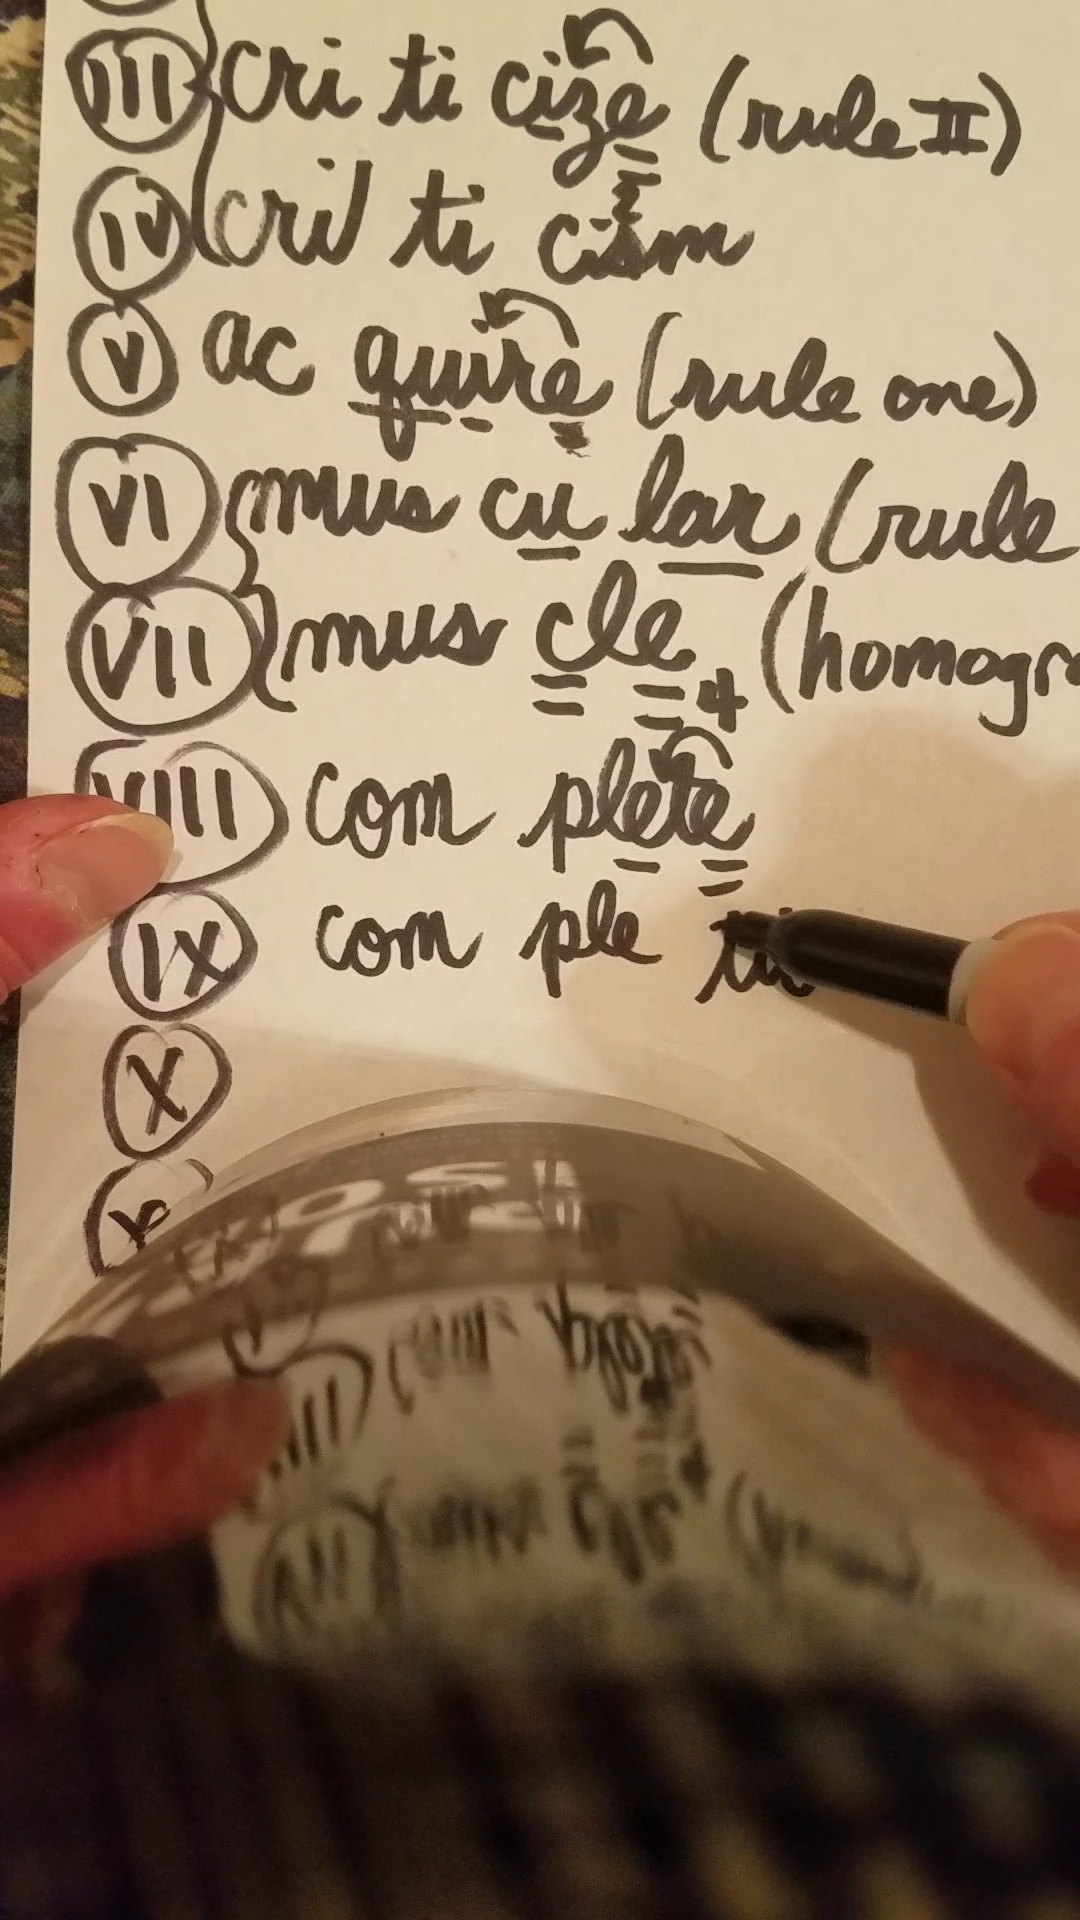 III cri ti cize (rule II)
IV cri ti cism
V ac quire (rule one)
VI mus cu lar (rule
VII mus cle 4 (homogr
VIII com plete
IX com ple
X